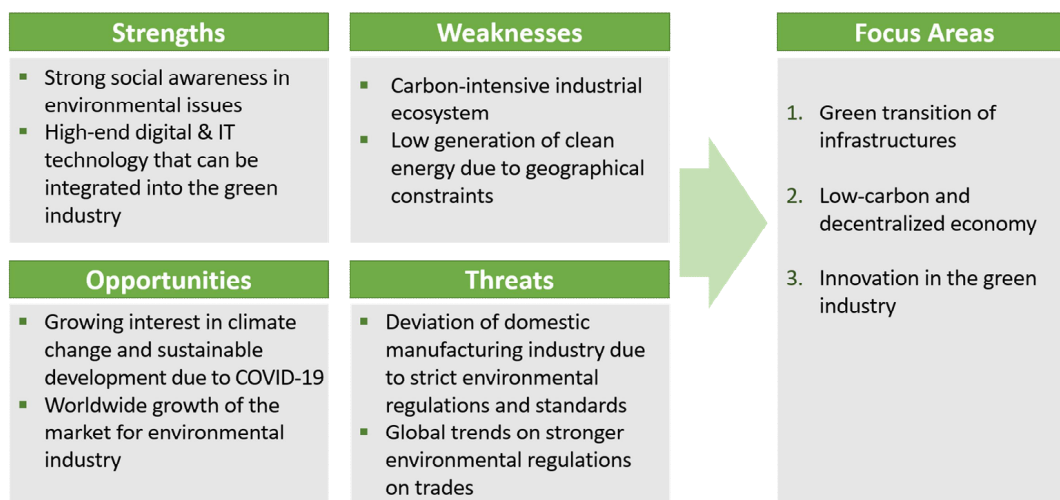 Strengths
▪ Strong social awareness in
environmental issues
▪ High-end digital & IT
technology that can be
integrated into the green
industry
Weaknesses
▪ Carbon-intensive industrial
ecosystem
▪ Low generation of clean
energy due to geographical
constraints
Opportunities
▪ Growing interest in climate
change and sustainable
development due to COVID-19
▪ Worldwide growth of the
market for environmental
industry
Threats
▪ Deviation of domestic
manufacturing industry due
to strict environmental
regulations and standards
▪ Global trends on stronger
environmental regulations
on trades
Focus Areas
1. Green transition of
infrastructures
2. Low-carbon and
decentralized economy
3. Innovation in the green
industry